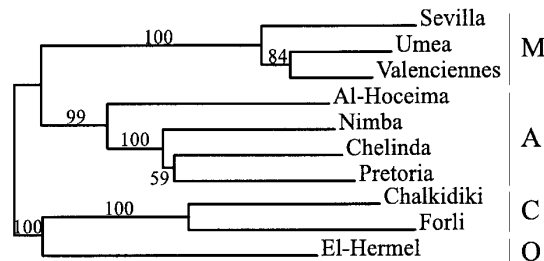 Sevilla
100
Umea
M
84
Valenciennes
Al-Hoceima
99
Nimba
100
Chelinda
A
59
Pretoria
Chalkidiki
100
C
Forli
100
El-Hermel
O